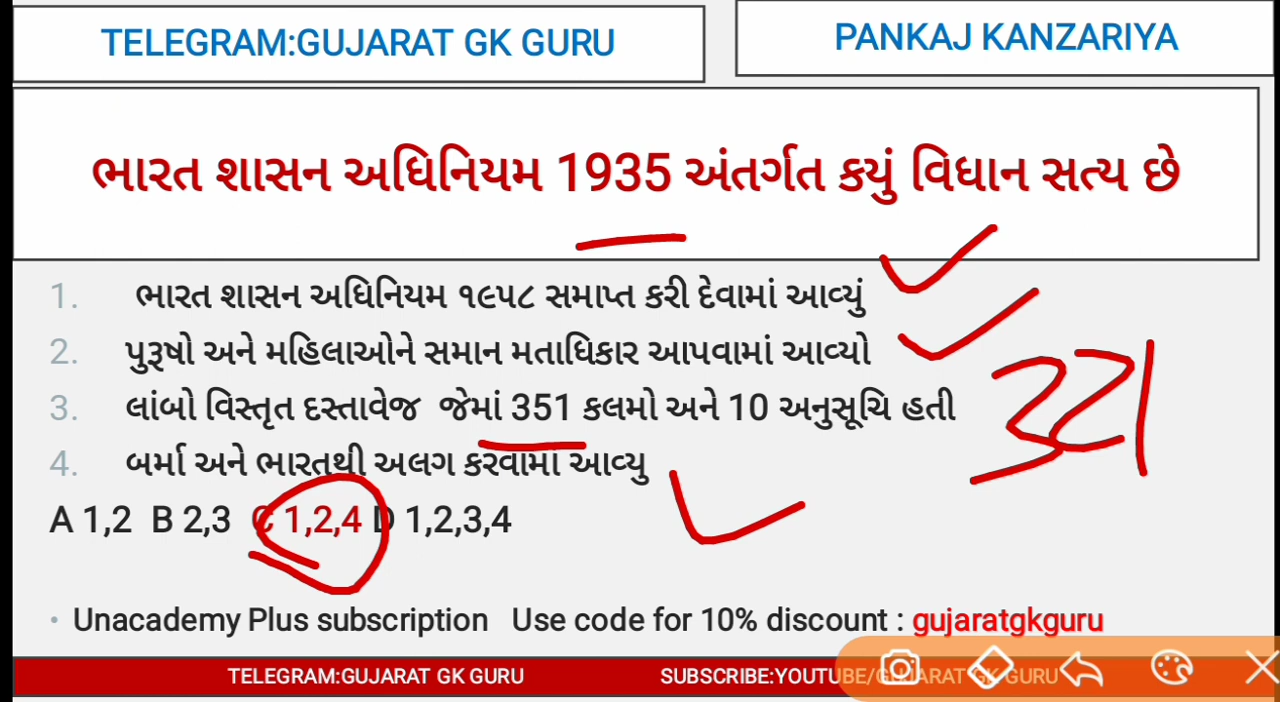 TELEGRAM:GUJARAT GK GURU
PANKAJ KANZARIYA
ભારત શાસન અધિનિયમ 1935 અંતર્ગત કયું વિધાન સત્ય છે
1. ભારત શાસન અધિનિયમ ૧૯૫૮ સમાપ્ત કરી દેવામાં આવ્યું
2. પુરૂષો અને મહિલાઓને સમાન મતાધિકાર આપવામાં આવ્યો
3. લાંબો વિસ્તૃત દસ્તાવેજ જેમાં 351 કલમો અને 10 અનુસૂચિ હતી
321
4. બર્મા અને ભારતથી અલગ કરવામાં આવ્યુ
A 1,2 B 2,3 C 1,2,4 D 1,2,3,4
• Unacademy Plus subscription Use code for 10% discount : gujaratgkguru
TELEGRAM:GUJARAT GK GURU
SUBSCRIBE:YOUTUBE/GUJARAT GK GURU